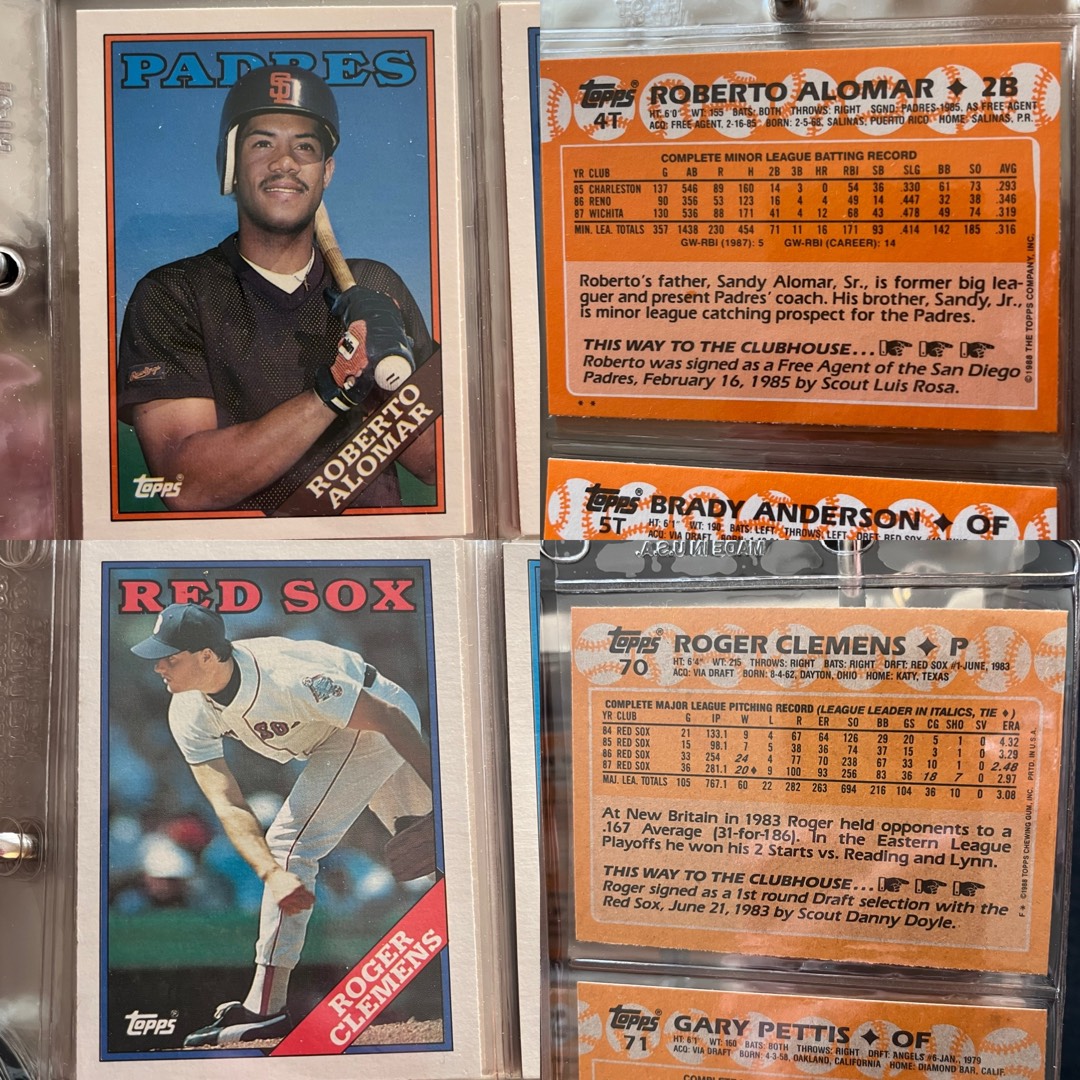 PADRES
ROBERTO
ALOMAR
Topps
Topps
4T
ROBERTO ALOMAR ✦ 2B
HT: 6'0" WT: 155 BATS: BOTH THROWS: RIGHT SGND: PADRES-1985, AS FREE AGENT
ACQ: FREE AGENT, 2-16-85 BORN: 2-5-68, SALINAS, PUERTO RICO HOME: SALINAS, P.R.
COMPLETE MINOR LEAGUE BATTING RECORD
YR CLUB G AB R H 2B 3B HR RBI SB SLG BB SO AVG
85 CHARLESTON 137 546 89 160 14 3 0 54 36 .330 61 73 .293
86 RENO 90 356 53 123 16 4 4 49 14 .447 32 38 .346
87 WICHITA 130 536 88 171 41 4 12 68 43 .478 49 74 .319
MIN. LEA. TOTALS 357 1438 230 454 71 11 16 171 93 .414 142 185 .316
GW-RBI (1987): 5 GW-RBI (CAREER): 14
Roberto's father, Sandy Alomar, Sr., is former big lea-
guer and present Padres' coach. His brother, Sandy, Jr.,
is minor league catching prospect for the Padres.
THIS WAY TO THE CLUBHOUSE...
Roberto was signed as a Free Agent of the San Diego
Padres, February 16, 1985 by Scout Luis Rosa.
©1988 THE TOPPS COMPANY, INC.
* *
Topps
5T
BRADY ANDERSON ✦ OF
HT: 6'1" WT: 190 BATS: LEFT THROWS: LEFT DRFT: RED SOX
ACQ: VIA DRAFT
RED SOX
ROGER
CLEMENS
Topps
MADE IN U.S.A.
Topps
70
ROGER CLEMENS ✦ P
HT: 6'4" WT: 215 THROWS: RIGHT BATS: RIGHT DRFT: RED SOX #1-JUNE, 1983
ACQ: VIA DRAFT BORN: 8-4-62, DAYTON, OHIO HOME: KATY, TEXAS
COMPLETE MAJOR LEAGUE PITCHING RECORD (LEAGUE LEADER IN ITALICS, TIE ♦)
YR CLUB G IP W L R ER SO BB GS CG SHO SV ERA
84 RED SOX 21 133.1 9 4 67 64 126 29 20 5 1 0 4.32
85 RED SOX 15 98.1 7 5 38 36 74 37 15 3 1 0 3.29
86 RED SOX 33 254 24 4 77 70 238 67 33 10 1 0 2.48
87 RED SOX 36 281.1 20♦ 9 100 93 256 83 36 18 7 0 2.97
MAJ. LEA. TOTALS 105 767.1 60 22 282 263 694 216 104 36 10 0 3.08
At New Britain in 1983 Roger held opponents to a
.167 Average (31-for-186). In the Eastern League
Playoffs he won his 2 Starts vs. Reading and Lynn.
THIS WAY TO THE CLUBHOUSE...
Roger signed as a 1st round Draft selection with the
Red Sox, June 21, 1983 by Scout Danny Doyle.
F* ©1988 TOPPS CHEWING GUM, INC. PRTD. IN U.S.A.
Topps
71
GARY PETTIS ✦ OF
HT: 6'1" WT: 160 BATS: BOTH THROWS: RIGHT DRFT: ANGELS #6-JAN., 1979
ACQ: VIA DRAFT BORN: 4-3-58, OAKLAND, CALIFORNIA HOME: DIAMOND BAR, CALIF.